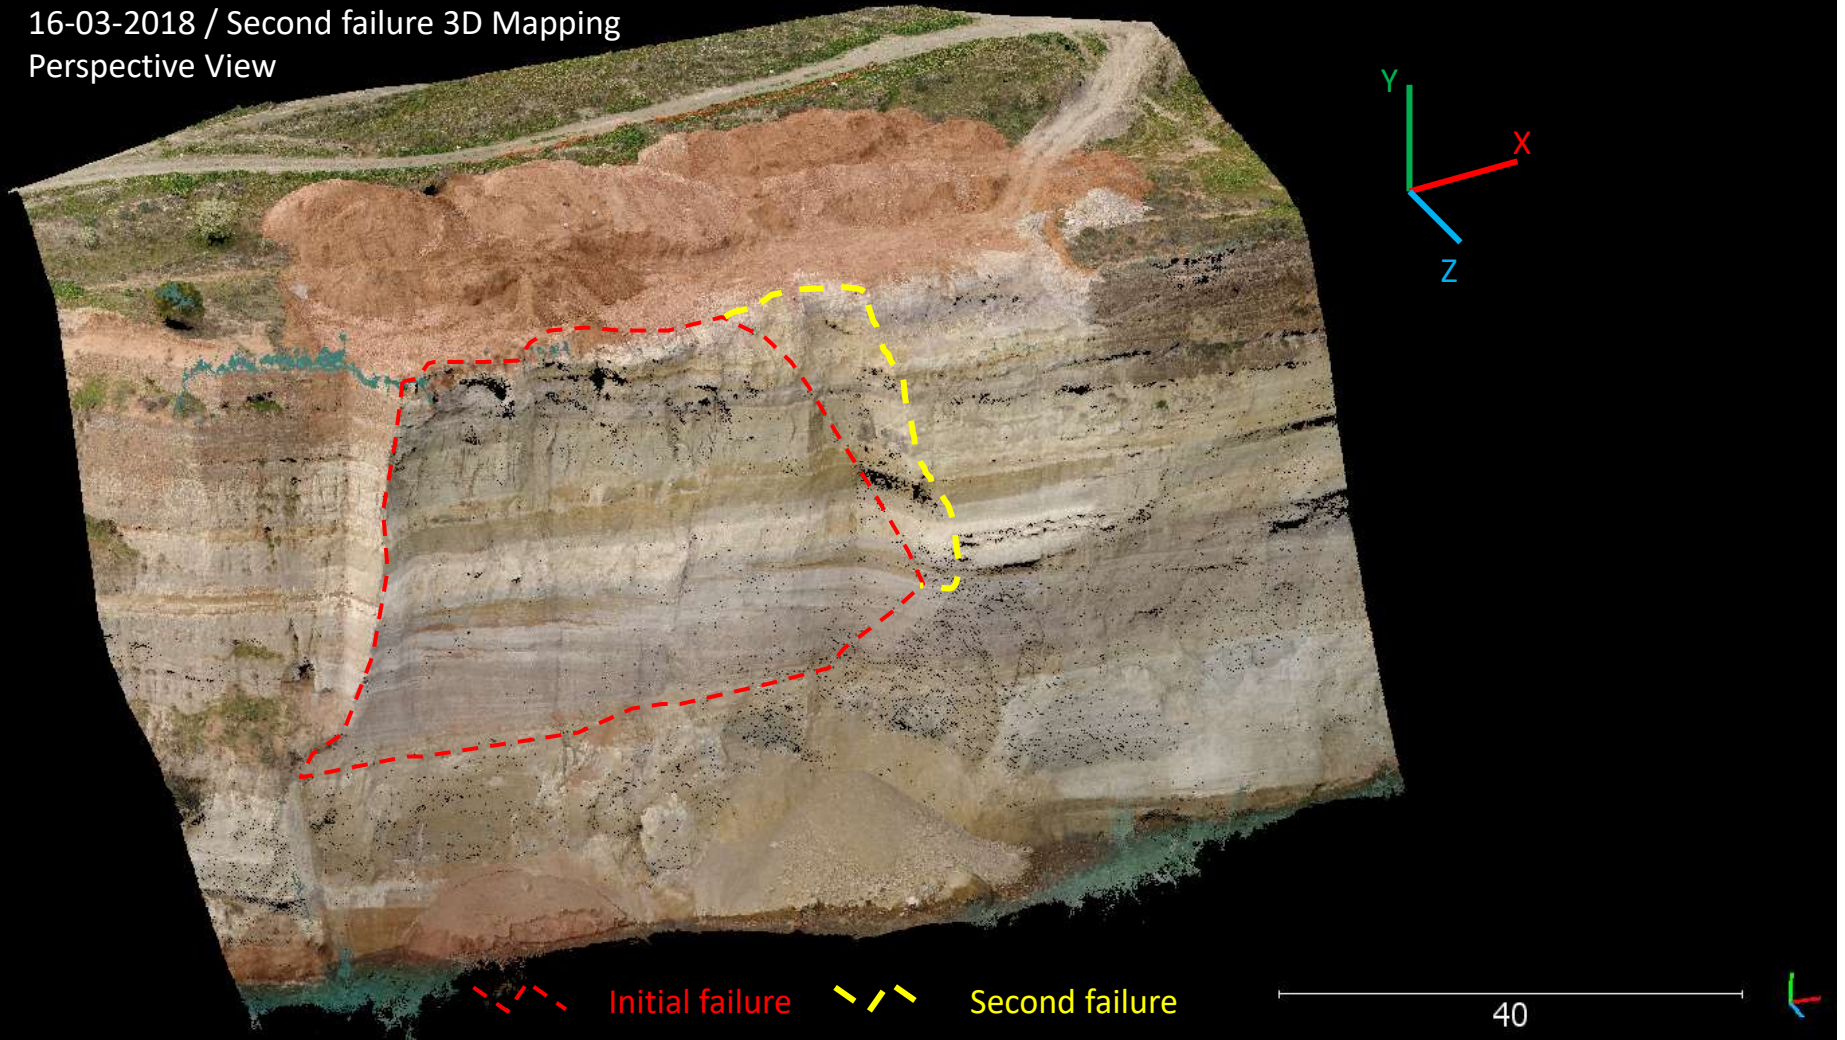 16-03-2018 / Second failure 3D Mapping
Perspective View
Y
X
Z
Initial failure
Second failure
40